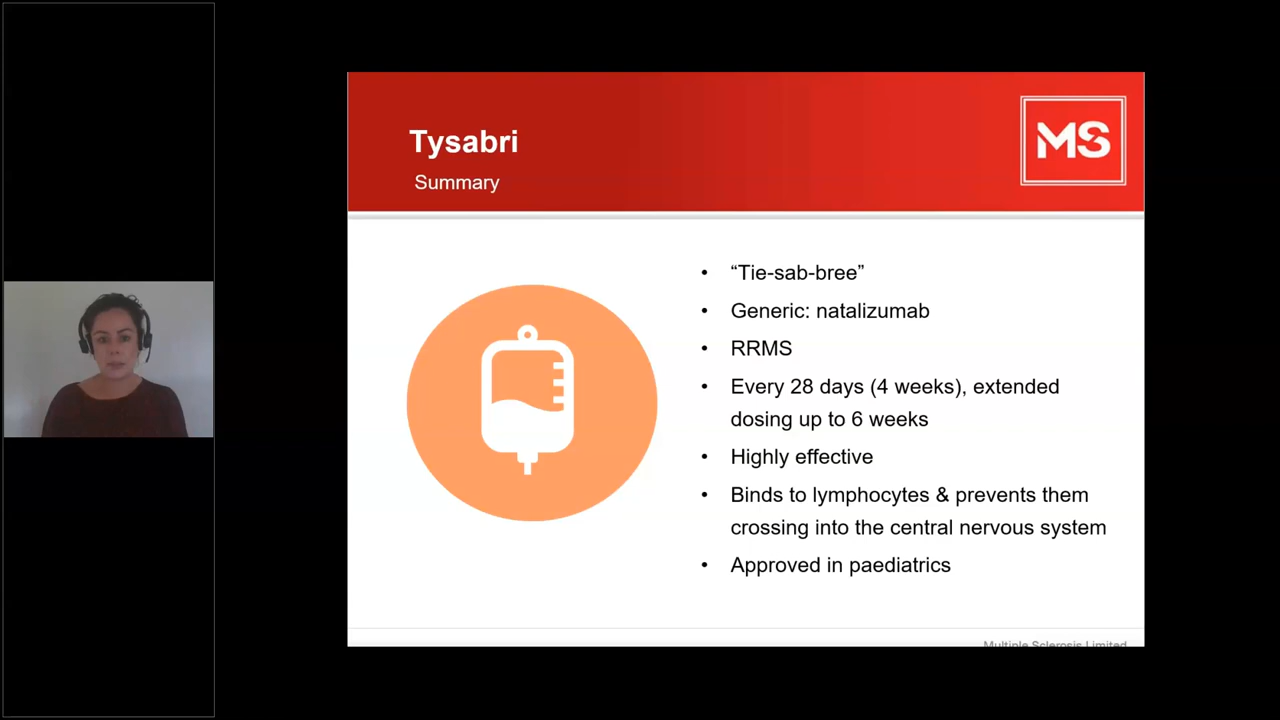 Tysabri
Summary
MS
• “Tie-sab-bree”
• Generic: natalizumab
• RRMS
• Every 28 days (4 weeks), extended
dosing up to 6 weeks
• Highly effective
• Binds to lymphocytes & prevents them
crossing into the central nervous system
• Approved in paediatrics
Multiple Sclerosis Limited